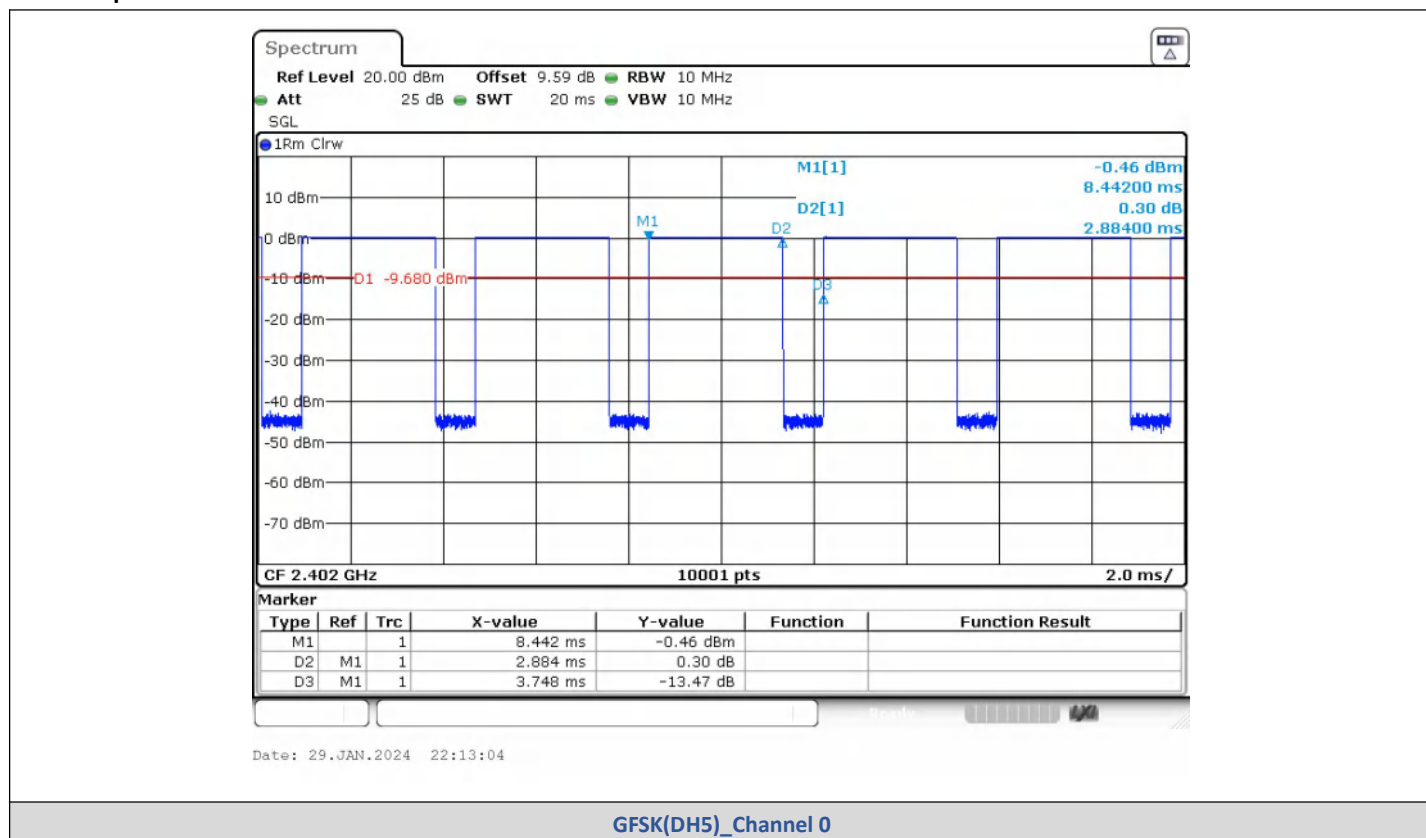 Spectrum
Ref Level 20.00 dBm Offset 9.59 dB RBW 10 MHz
Att 25 dB SWT 20 ms VBW 10 MHz
SGL
1Rm Clrw
M1[1] -0.46 dBm
8.44200 ms
10 dBm
D2[1] 0.30 dB
2.88400 ms
M1
D2
0 dBm
-10 dBm
D1 -9.680 dBm
D3
-20 dBm
-30 dBm
-40 dBm
-50 dBm
-60 dBm
-70 dBm
CF 2.402 GHz 10001 pts 2.0 ms/
Marker
Type Ref Trc X-value Y-value Function Function Result
M1 1 8.442 ms -0.46 dBm
D2 M1 1 2.884 ms 0.30 dB
D3 M1 1 3.748 ms -13.47 dB
Date: 29.JAN.2024 22:13:04
GFSK(DH5)_Channel 0